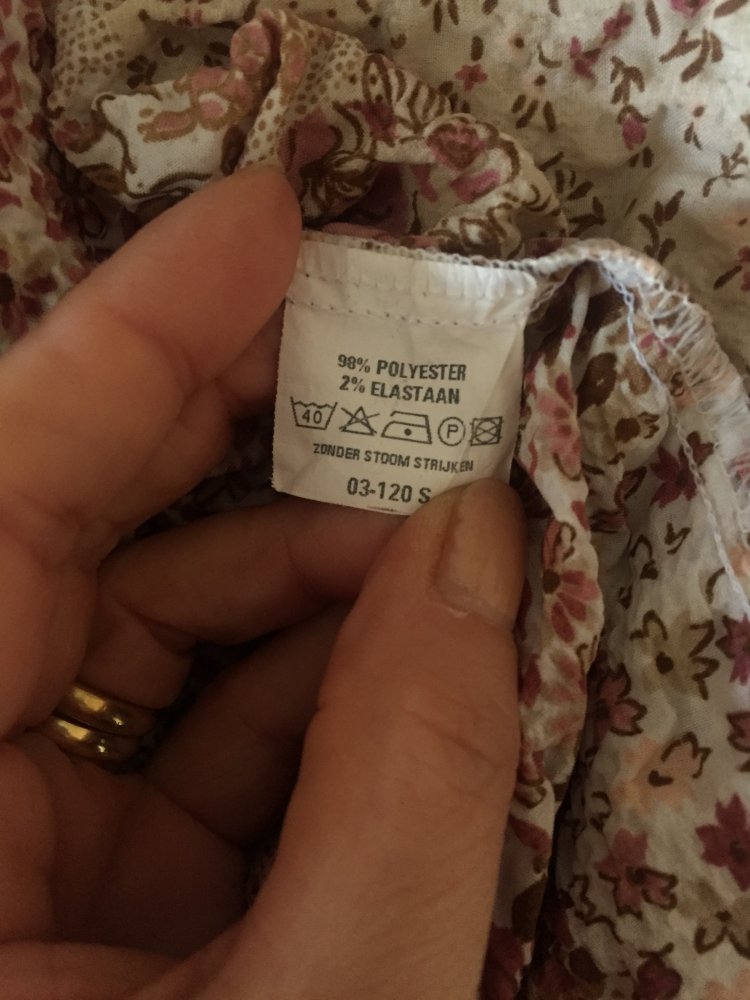 98% POLYESTER
2% ELASTAAN
40 P
ZONDER STOOM STRIJKEN
03-120 S